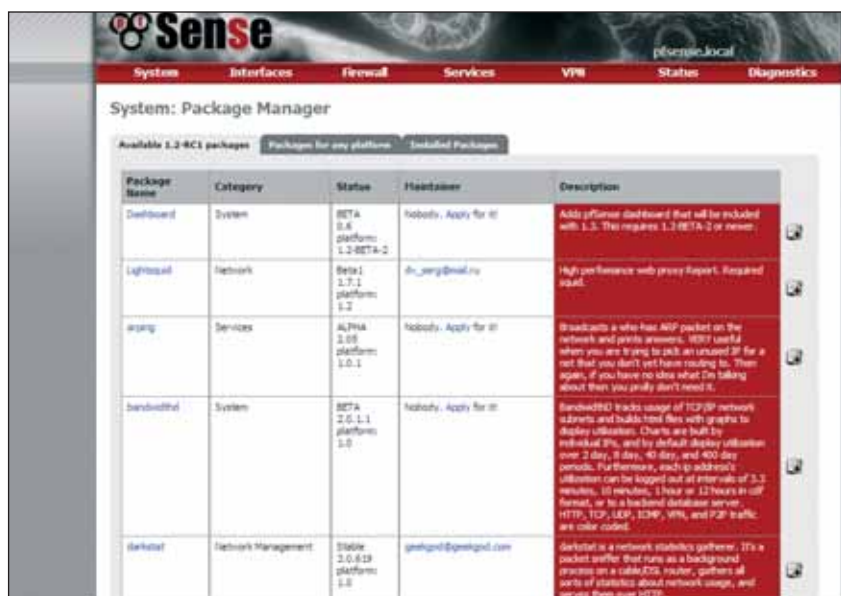 pf Sense
pfsense.local
System Interfaces Firewall Services VPN Status Diagnostics
System: Package Manager
Available 1.2-RC1 packages Packages for any platform Installed Packages
Package Name Category Status Maintainer Description
Dashboard
System
BETA
0.6
platform:
1.2-BETA-2
Nobody. Apply for it!
Adds pfSense dashboard that will be included
with 1.3. This requires 1.2-BETA-2 or newer.
Lightsquid
Network
Beta1
1.7.1
platform:
1.2
dv_serg@mail.ru
High perfomance web proxy Report. Required
squid.
arping
Services
ALPHA
2.05
platform:
1.0.1
Nobody. Apply for it!
Broadcasts a who-has ARP packet on the
network and prints answers. VERY useful
when you are trying to pick an unused IP for a
net that you don't yet have routing to. Then
again, if you have no idea what I'm talking
about then you prolly don't need it.
bandwidthd
System
BETA
2.0.1.1
platform:
1.0
Nobody. Apply for it!
BandwidthD tracks usage of TCP/IP network
subnets and builds html files with graphs to
display utilization. Charts are built by
individual IPs, and by default display utilization
over 2 day, 8 day, 40 day, and 400 day
periods. Furthermore, each ip address's
utilization can be logged out at intervals of 3.3
minutes, 10 minutes, 1 hour or 12 hours in cdf
format, or to a backend database server.
HTTP, TCP, UDP, ICMP, VPN, and P2P traffic
are color coded.
darkstat
Network Management
Stable
3.0.619
platform:
1.0
geekgod@geekgod.com
darkstat is a network statistics gatherer. It's a
packet sniffer that runs as a background
process on a cable/DSL router, gathers all
sorts of statistics about network usage, and
serves them over HTTP.